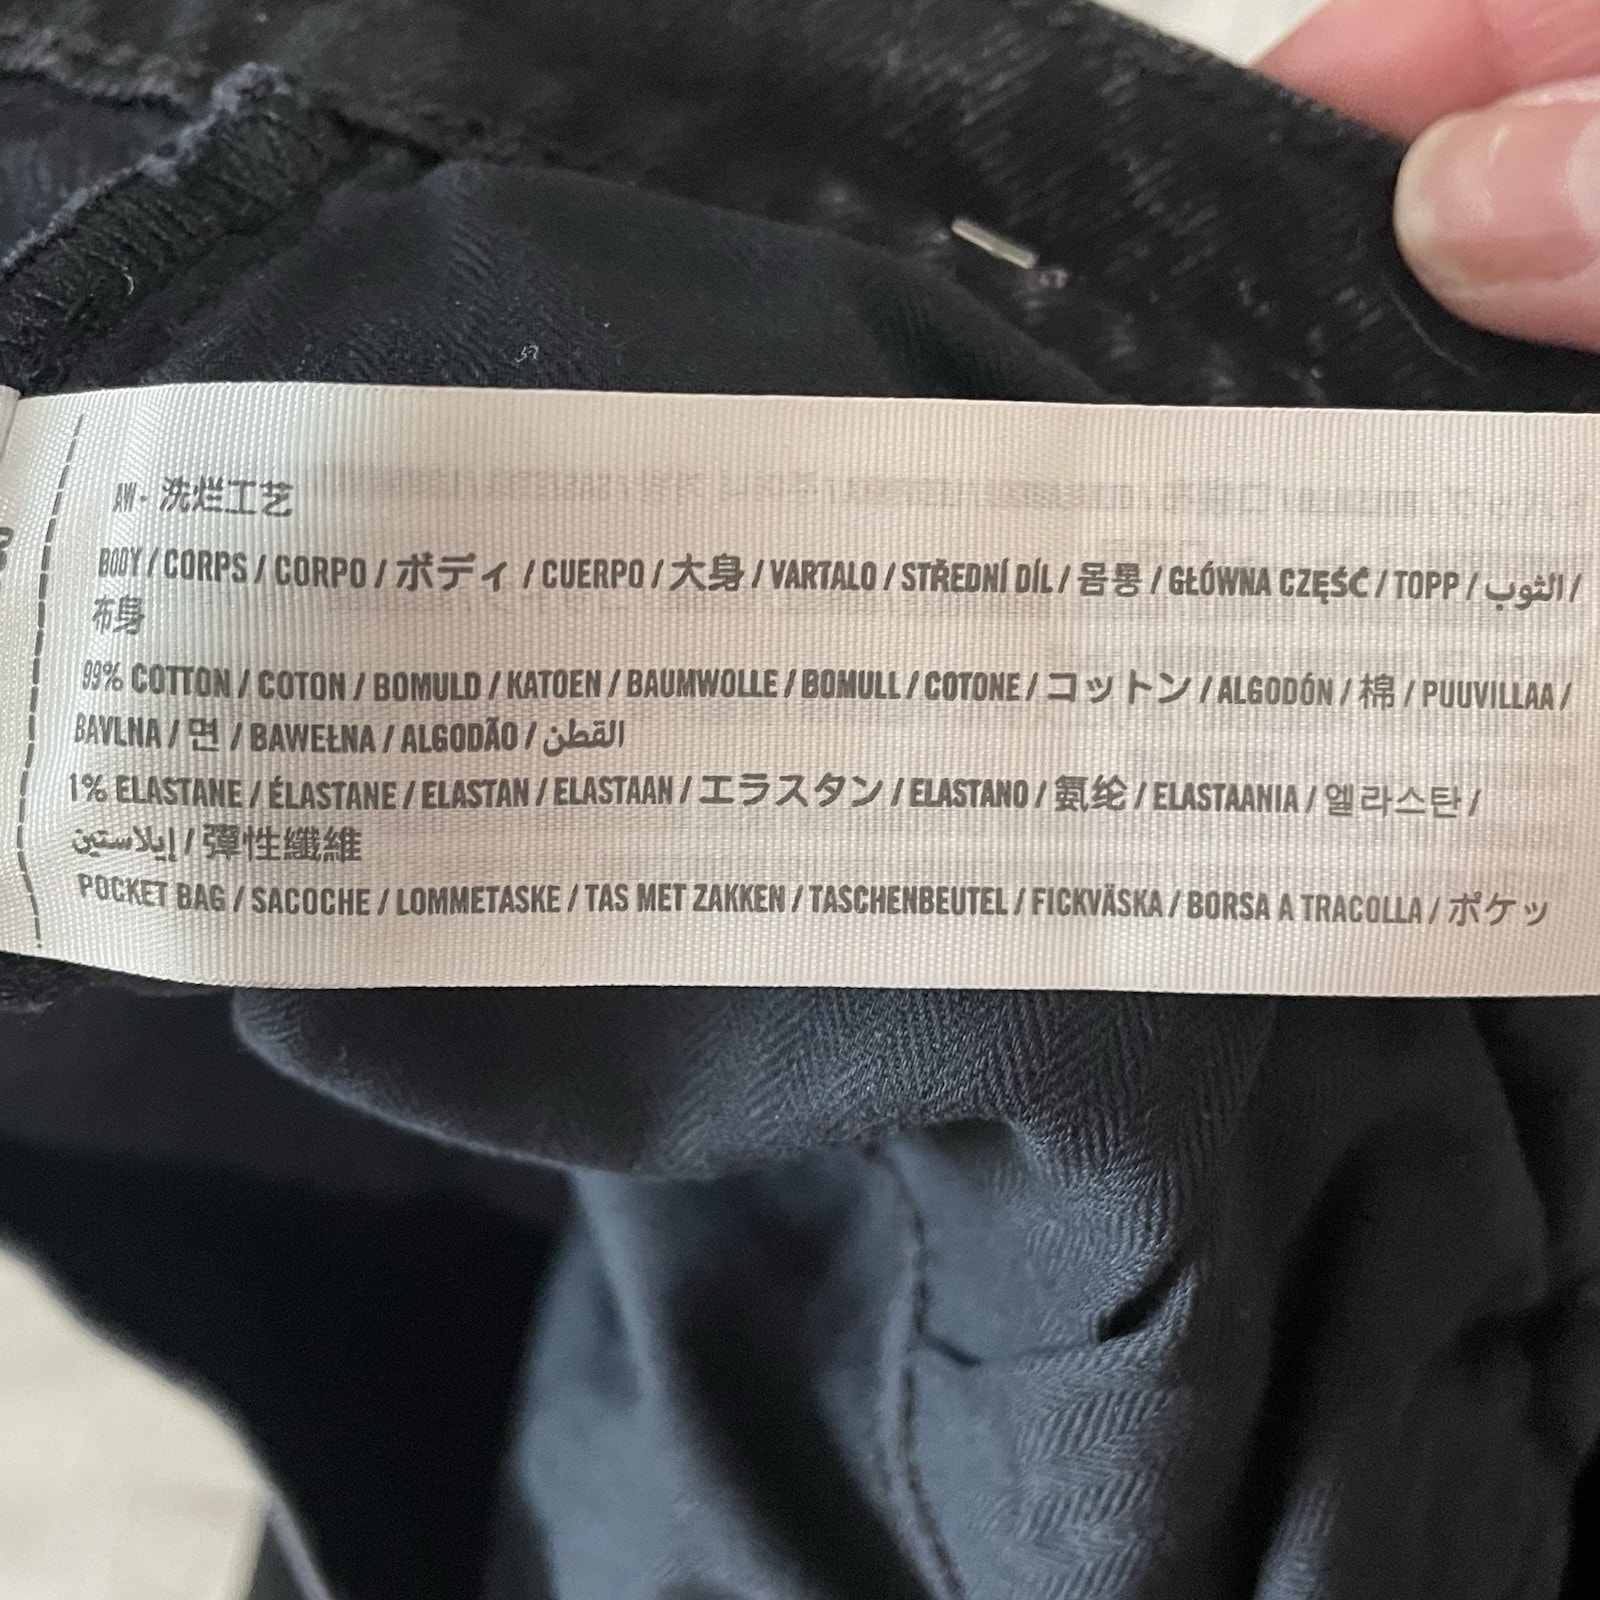 AW - 洗烂工艺
BODY / CORPS / CORPO / ボディ / CUERPO / 大身 / VARTALO / STŘEDNÍ DÍL / 몸통 / GŁÓWNA CZĘŚĆ / TOPP / الثوب /
布身
99% COTTON / COTON / BOMULD / KATOEN / BAUMWOLLE / BOMULL / COTONE / コットン / ALGODÓN / 棉 / PUUVILLAA /
BAVLNA / 면 / BAWEŁNA / ALGODÃO / القطن
1% ELASTANE / ÉLASTANE / ELASTAN / ELASTAAN / エラスタン / ELASTANO / 氨纶 / ELASTAANIA / 엘라스탄 /
إيلاستين / 彈性纖維
POCKET BAG / SACOCHE / LOMMETASKE / TAS MET ZAKKEN / TASCHENBEUTEL / FICKVÄSKA / BORSA A TRACOLLA / ポケッ